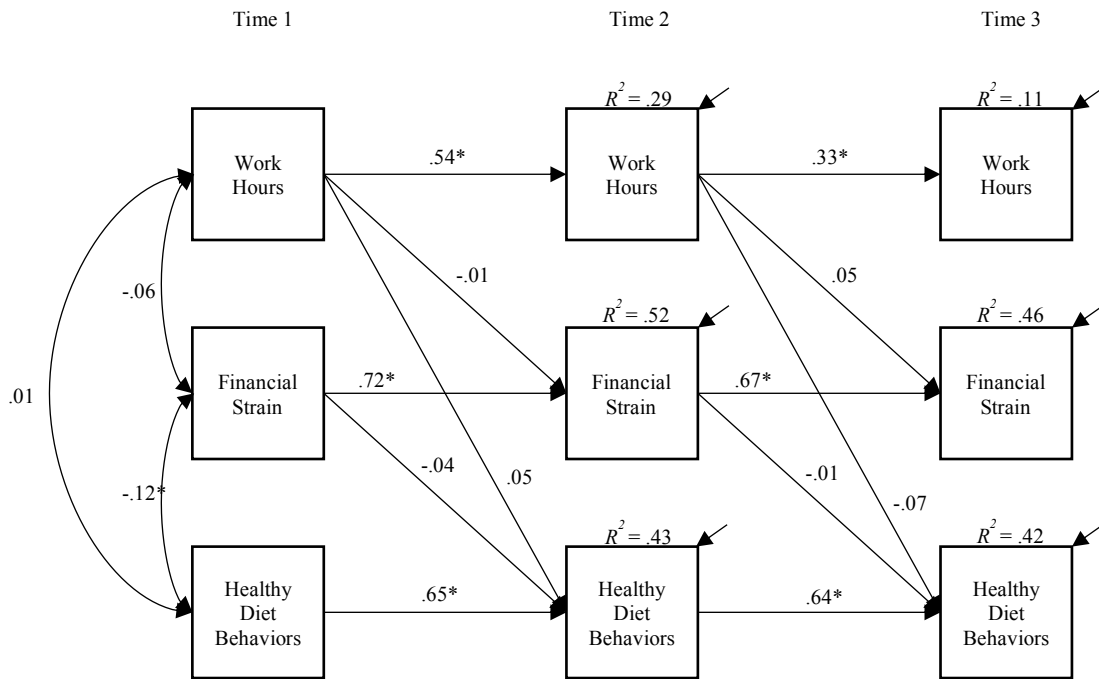 Time 1
Time 2
Time 3
R² = .29
R² = .11
Work
Hours
.54*
Work
Hours
.33*
Work
Hours
-.06
-.01
.05
R² = .52
R² = .46
.01
Financial
Strain
.72*
Financial
Strain
.67*
Financial
Strain
-.12*
-.04
.05
-.01
-.07
R² = .43
R² = .42
Healthy
Diet
Behaviors
.65*
Healthy
Diet
Behaviors
.64*
Healthy
Diet
Behaviors